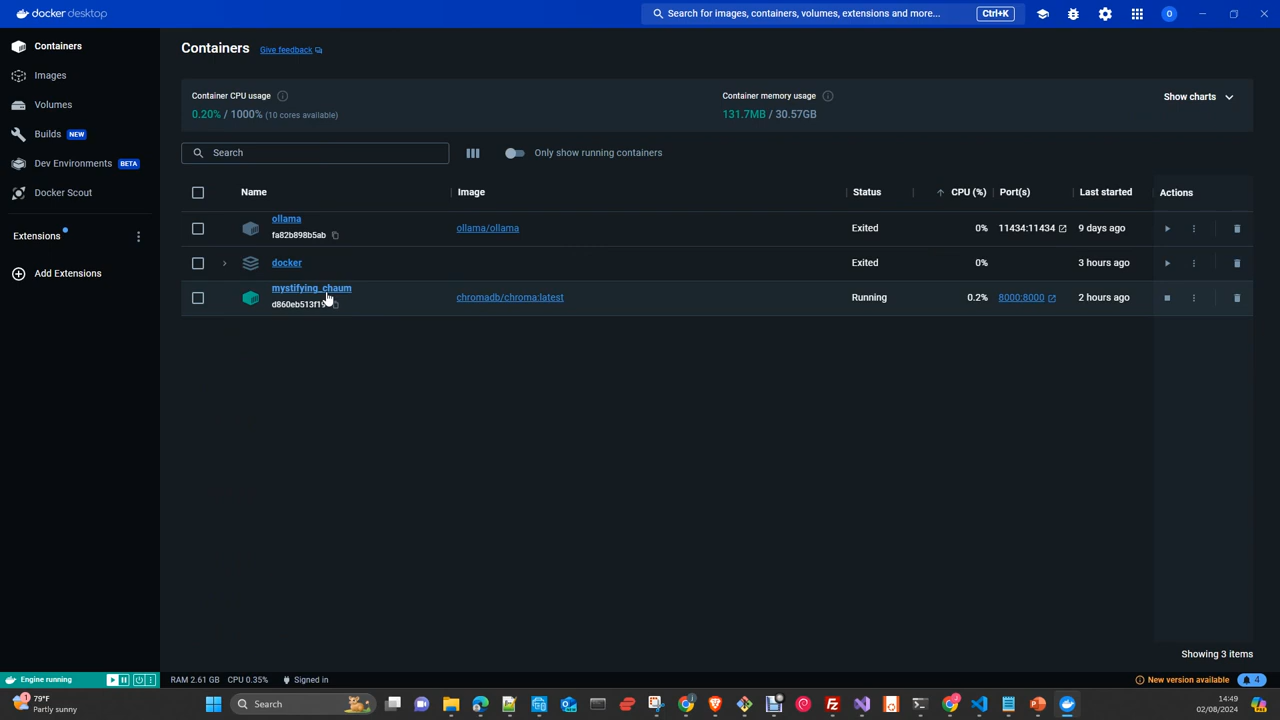 docker desktop
Search for images, containers, volumes, extensions and more...
Ctrl+K
O
Containers
Images
Volumes
Builds NEW
Dev Environments BETA
Docker Scout
Extensions
Add Extensions
Containers Give feedback
Container CPU usage
0.20% / 1000% (10 cores available)
Container memory usage
131.7MB / 30.57GB
Show charts
Search
Only show running containers
Name Image Status CPU (%) Port(s) Last started Actions
ollama
fa82b898b5ab
ollama/ollama Exited 0% 11434:11434 9 days ago
docker Exited 0% 3 hours ago
mystifying_chaum
d860eb513f19
chromadb/chroma:latest Running 0.2% 8000:8000 2 hours ago
Showing 3 items
Engine running
RAM 2.61 GB CPU 0.35% Signed in
New version available
4
1
79°F
Partly sunny
Search
14:49
02/08/2024